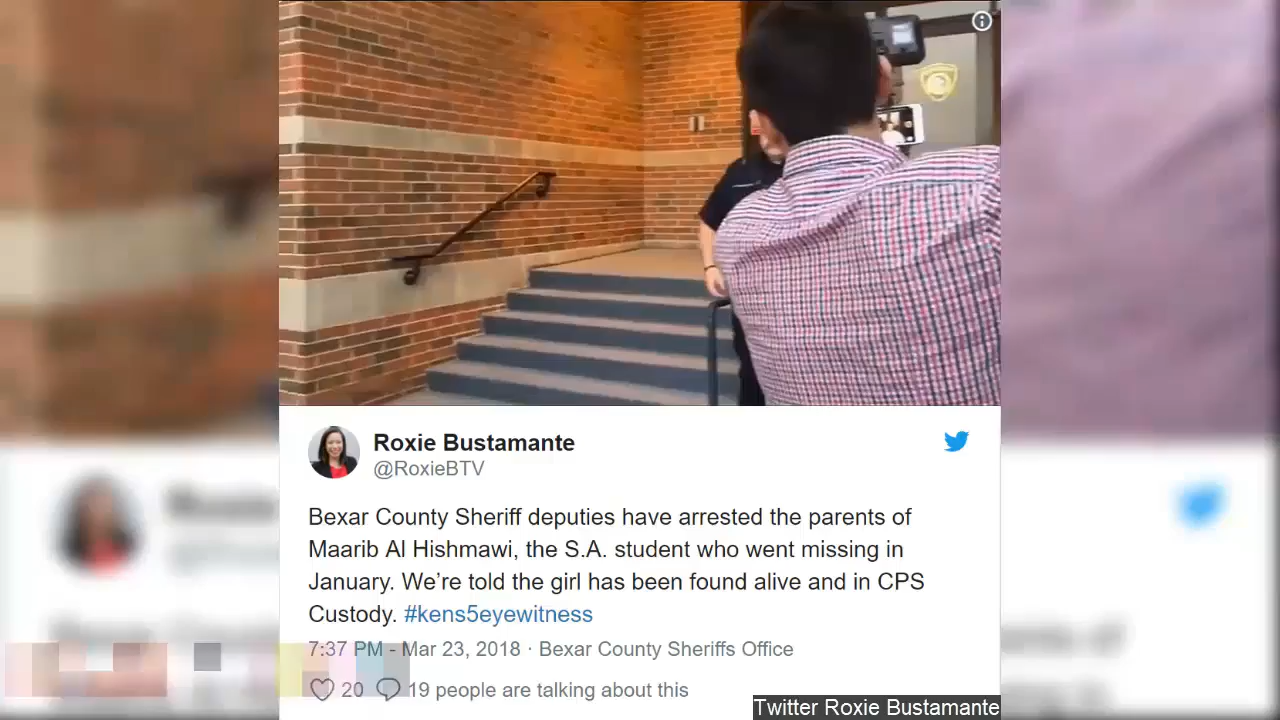 Roxie Bustamante
@RoxieBTV
Bexar County Sheriff deputies have arrested the parents of
Maarib Al Hishmawi, the S.A. student who went missing in
January. We’re told the girl has been found alive and in CPS
Custody. #kens5eyewitness
7:37 PM - Mar 23, 2018 · Bexar County Sheriffs Office
20 19 people are talking about this
Twitter Roxie Bustamante